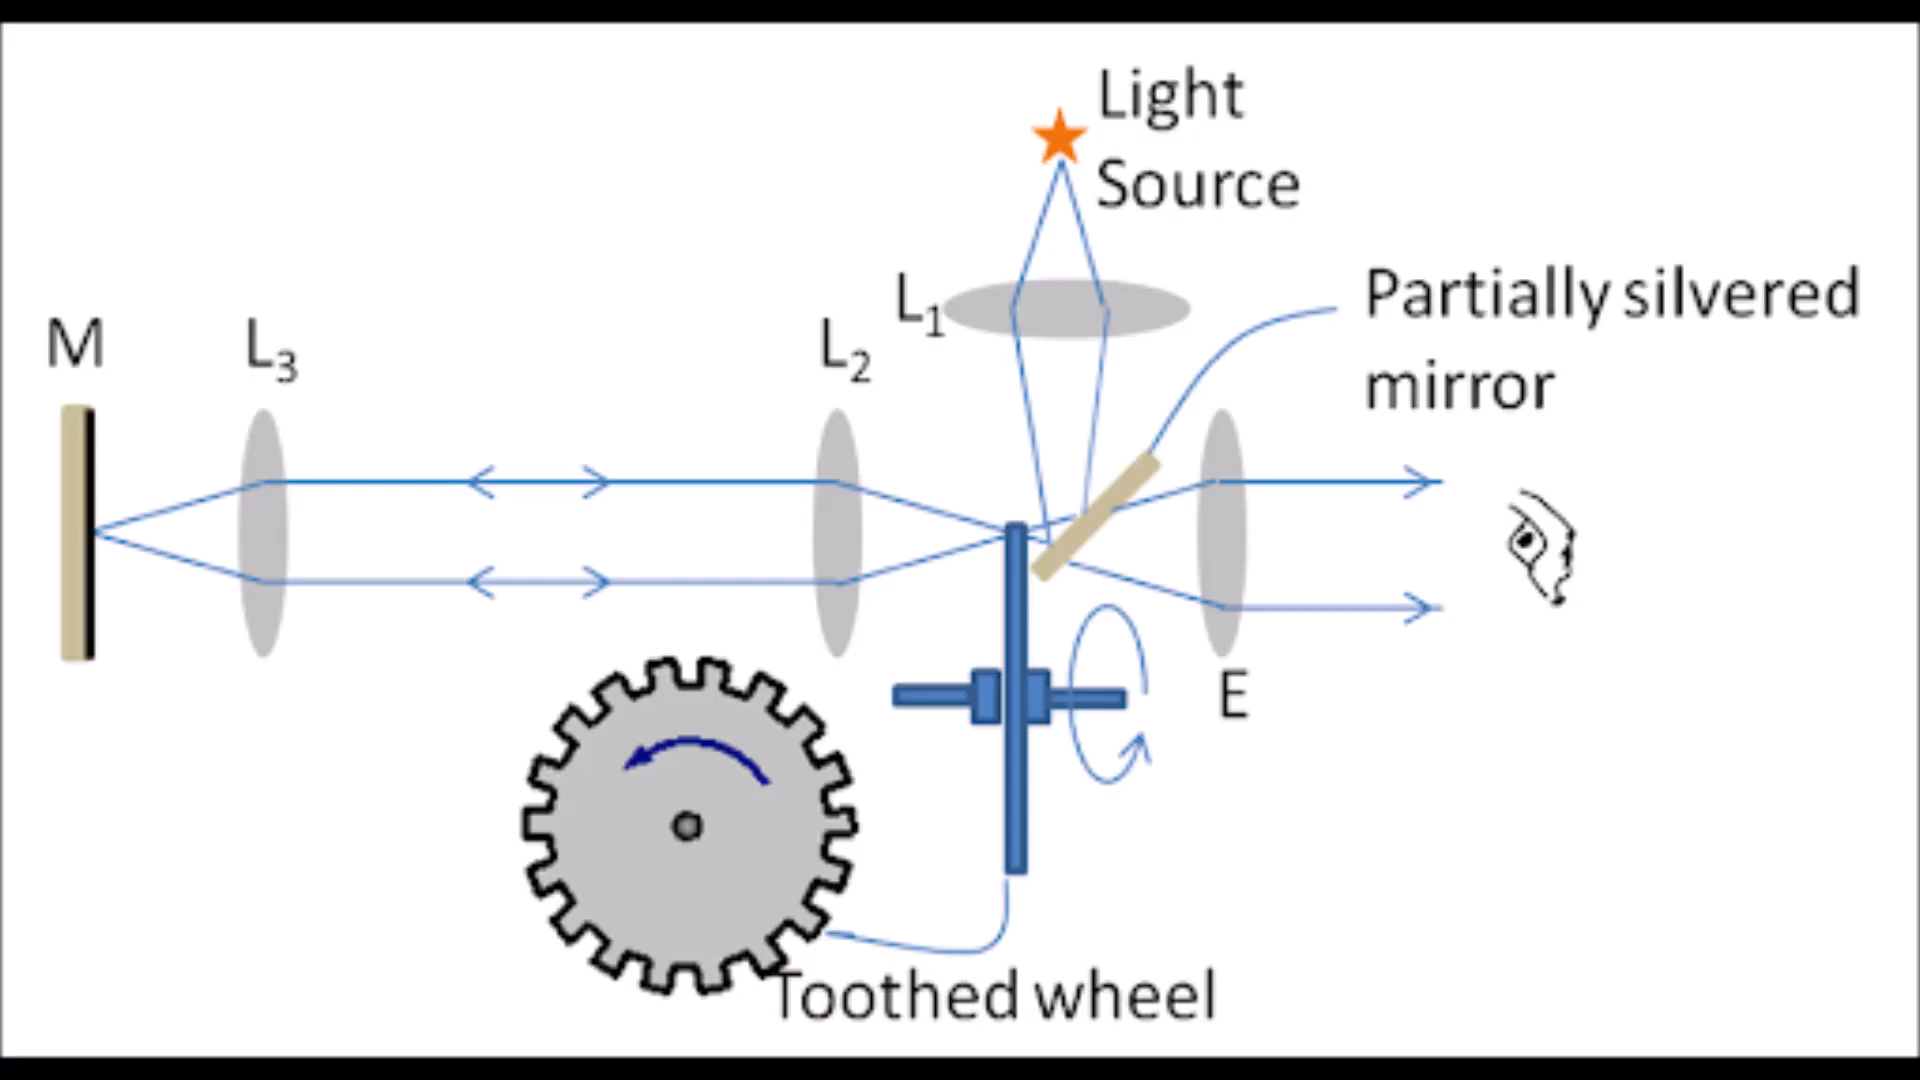 Light
Source
L₁
Partially silvered
mirror
M
L₃
L₂
E
Toothed wheel